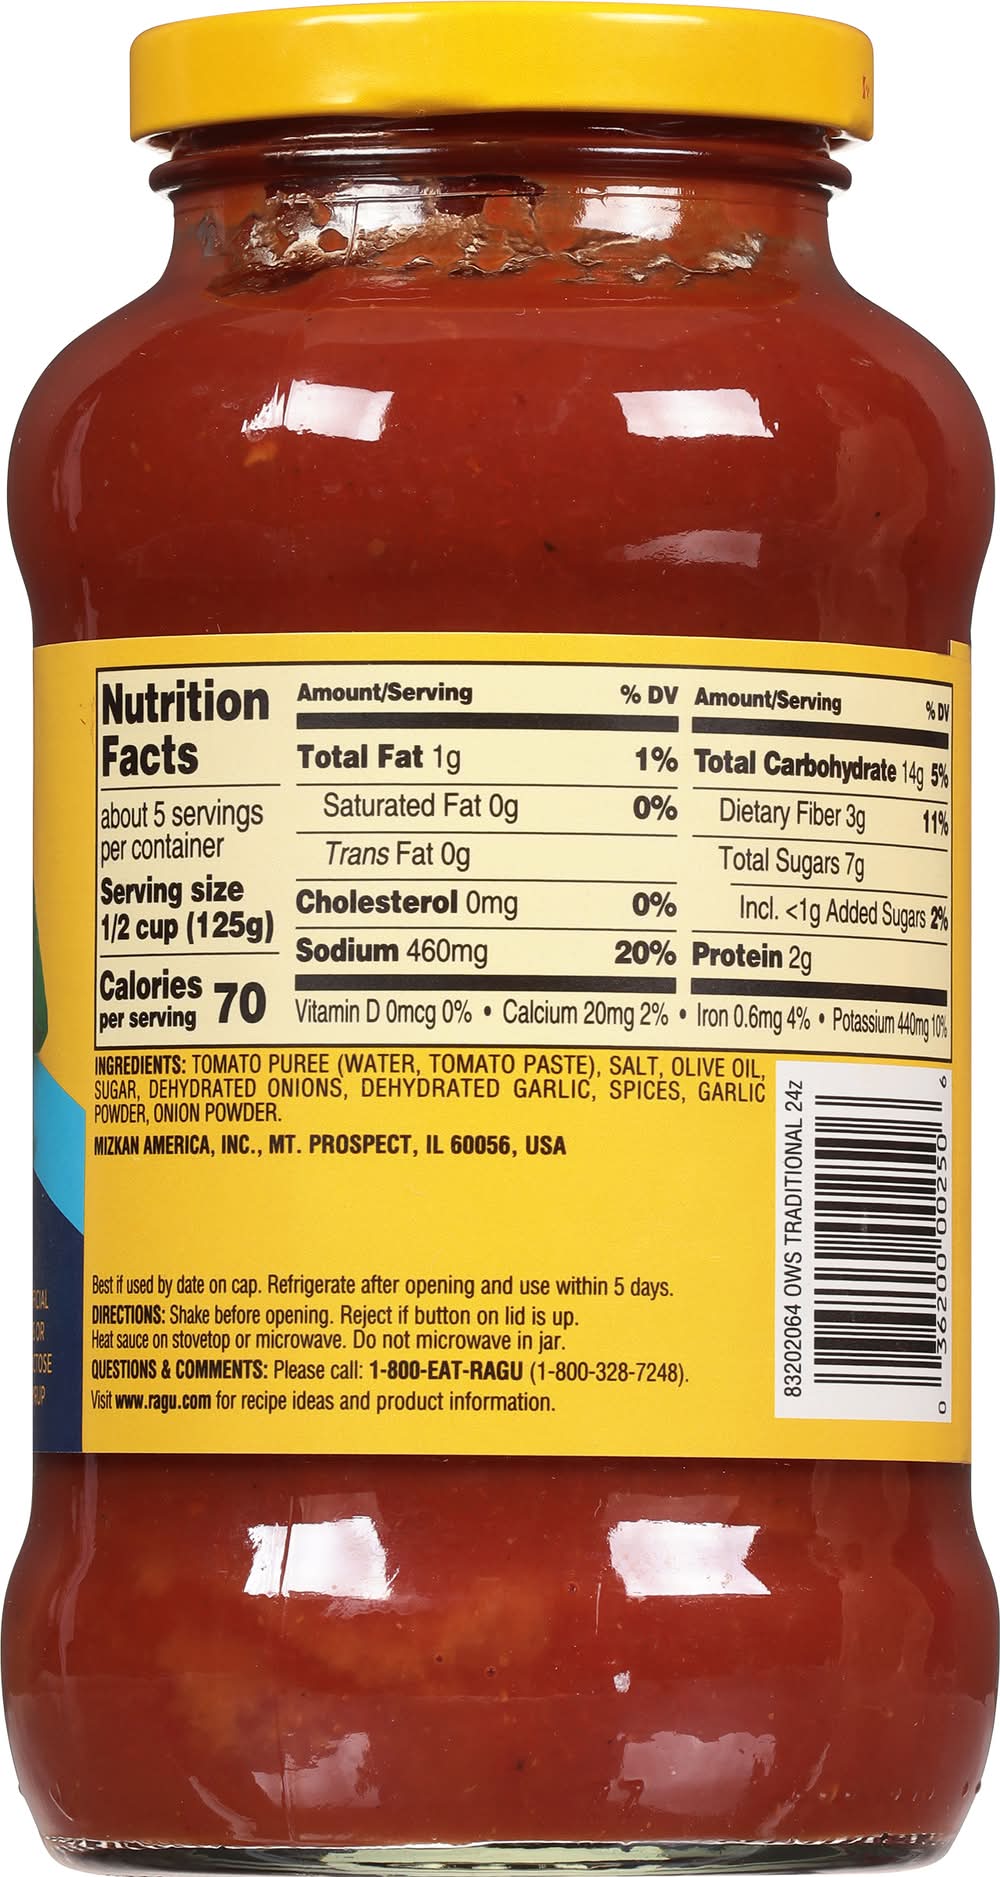 Nutrition
Facts
about 5 servings
per container
Serving size
1/2 cup (125g)
Calories
per serving 70
Amount/Serving % DV
Total Fat 1g 1%
Saturated Fat 0g 0%
Trans Fat 0g
Cholesterol 0mg 0%
Sodium 460mg 20%
Amount/Serving % DV
Total Carbohydrate 14g 5%
Dietary Fiber 3g 11%
Total Sugars 7g
Incl. <1g Added Sugars 2%
Protein 2g
Vitamin D 0mcg 0% • Calcium 20mg 2% • Iron 0.6mg 4% • Potassium 440mg 10%
INGREDIENTS: TOMATO PUREE (WATER, TOMATO PASTE), SALT, OLIVE OIL,
SUGAR, DEHYDRATED ONIONS, DEHYDRATED GARLIC, SPICES, GARLIC
POWDER, ONION POWDER.
MIZKAN AMERICA, INC., MT. PROSPECT, IL 60056, USA
Best if used by date on cap. Refrigerate after opening and use within 5 days.
DIRECTIONS: Shake before opening. Reject if button on lid is up.
Heat sauce on stovetop or microwave. Do not microwave in jar.
QUESTIONS & COMMENTS: Please call: 1-800-EAT-RAGU (1-800-328-7248).
Visit www.ragu.com for recipe ideas and product information.
83202064 OWS TRADITIONAL 24z
0 36200 00250 6